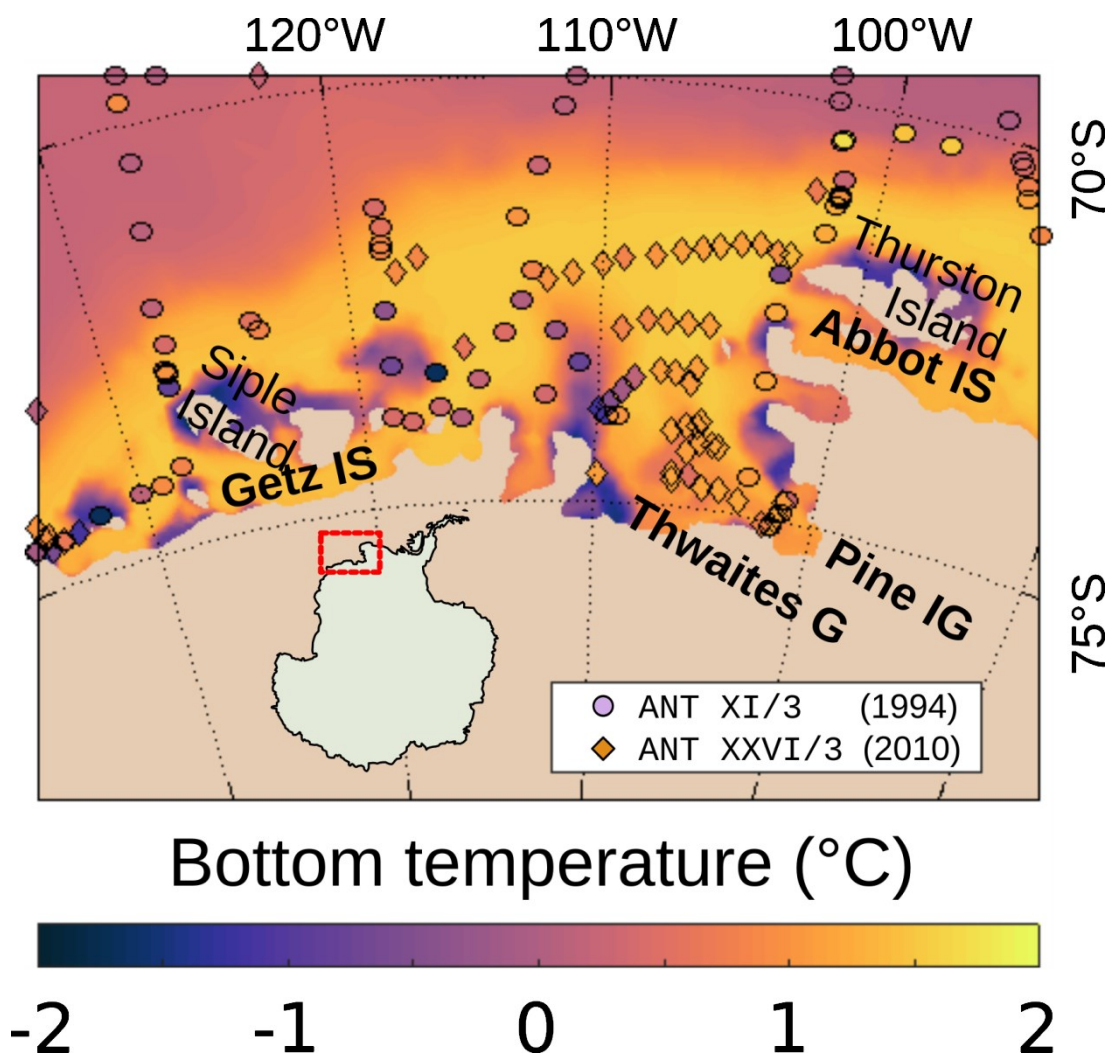 120°W 110°W 100°W
70°S
Thurston
Island
Abbot IS
Siple
Island
Getz IS
Thwaites G
Pine IG
75°S
ANT XI/3 (1994)
ANT XXVI/3 (2010)
Bottom temperature (°C)
-2 -1 0 1 2